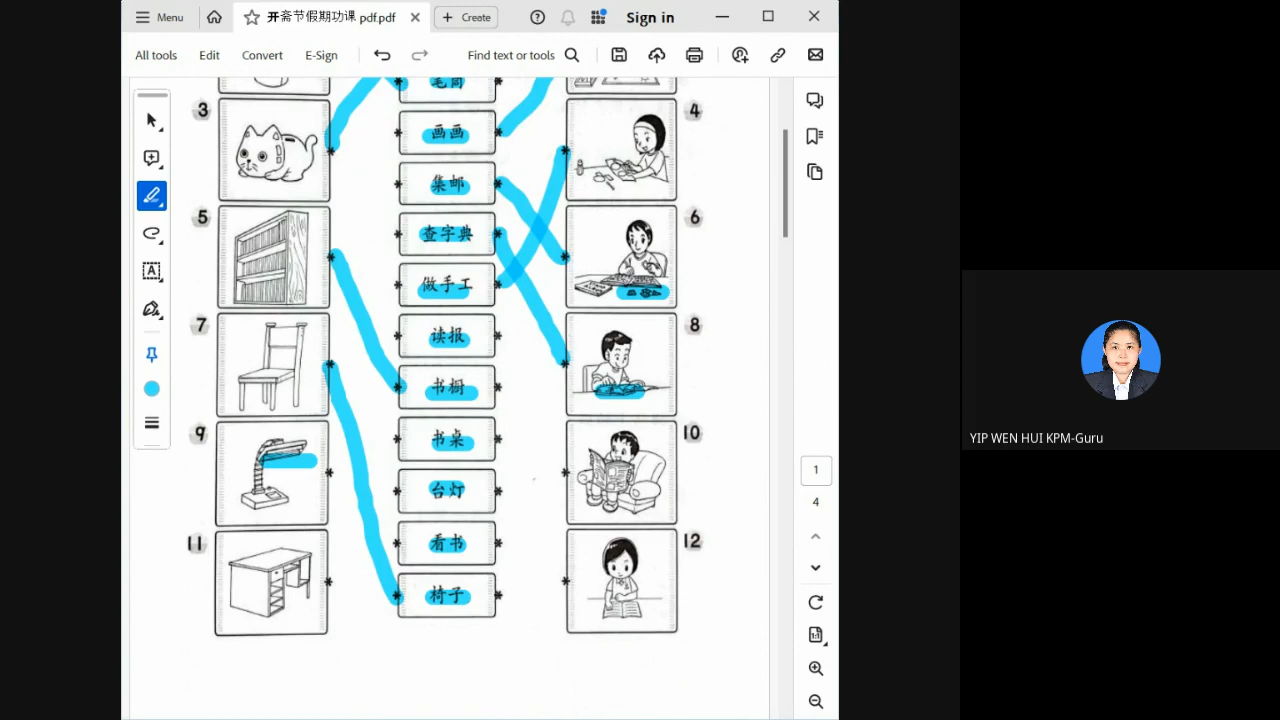 Menu
开斋节假期功课 pdf.pdf
Create
Sign in
All tools
Edit
Convert
E-Sign
Find text or tools
笔筒
3
画画
4
集邮
5
查字典
6
做手工
7
读报
8
书橱
9
书桌
10
台灯
11
看书
12
椅子
1
4
YIP WEN HUI KPM-Guru